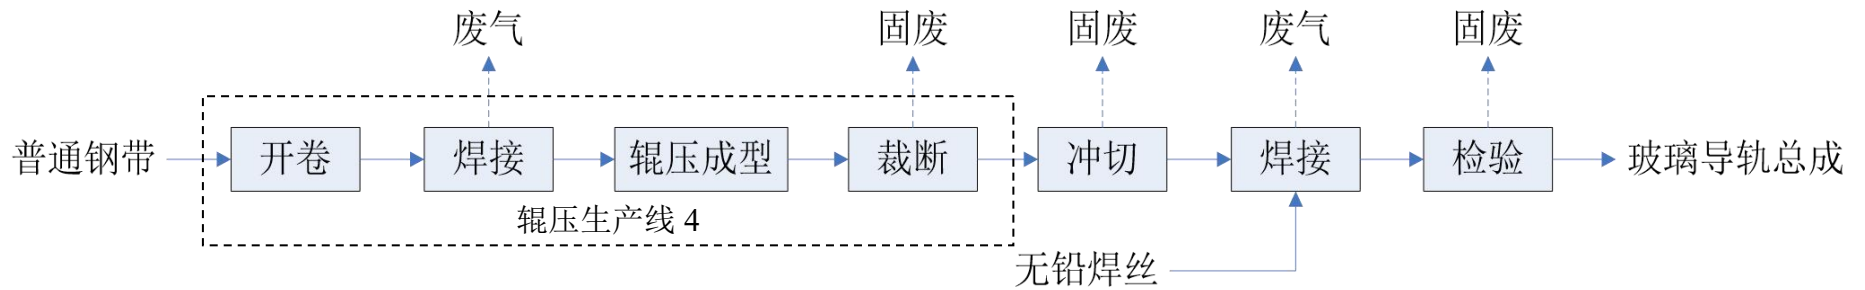 废气 固废 固废 废气 固废
普通钢带 开卷 焊接 辊压成型 裁断 冲切 焊接 检验 玻璃导轨总成
辊压生产线 4
无铅焊丝